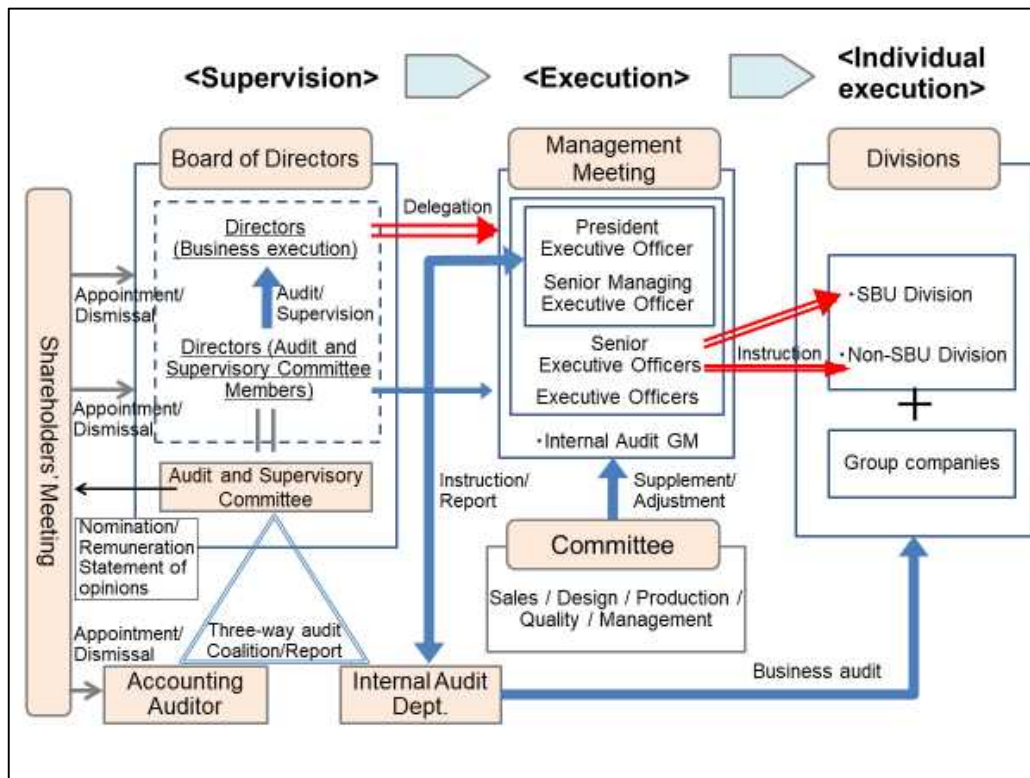 <Supervision>
<Execution>
<Individual
execution>
Board of Directors
Management
Meeting
Divisions
Shareholders' Meeting
Directors
(Business execution)
Delegation
Audit/
Supervision
Directors (Audit and
Supervisory Committee
Members)
Appointment/
Dismissal
Appointment/
Dismissal
President
Executive Officer
Senior Managing
Executive Officer
Senior
Executive Officers
Executive Officers
・Internal Audit GM
Instruction
・SBU Division
・Non-SBU Division
+
Group companies
Audit and Supervisory
Committee
Nomination/
Remuneration
Statement of
opinions
Instruction/
Report
Supplement/
Adjustment
Committee
Sales / Design / Production /
Quality / Management
Three-way audit
Coalition/Report
Appointment/
Dismissal
Accounting
Auditor
Internal Audit
Dept.
Business audit